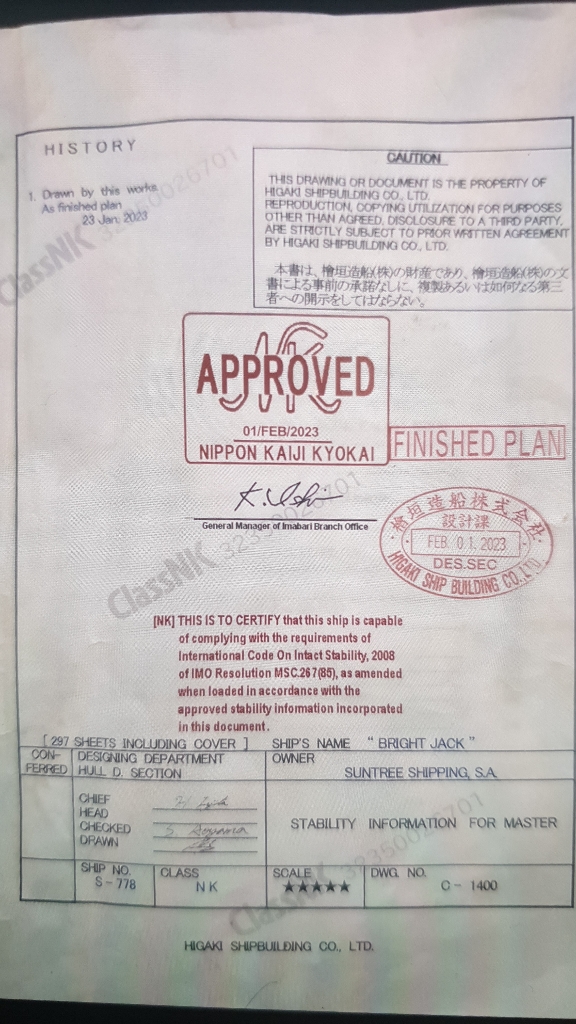 HISTORY
1. Drawn by this works
As finished plan
23 Jan. 2023
CAUTION
THIS DRAWING OR DOCUMENT IS THE PROPERTY OF
HIGAKI SHIPBUILDING CO., LTD.
REPRODUCTION, COPYING UTILIZATION FOR PURPOSES
OTHER THAN AGREED, DISCLOSURE TO A THIRD PARTY,
ARE STRICTLY SUBJECT TO PRIOR WRITTEN AGREEMENT
BY HIGAKI SHIPBUILDING CO., LTD.
本書は、檜垣造船(株)の財産であり、檜垣造船(株)の文
書による事前の承諾なしに、複製あるいは如何なる第三
者への開示をしてはならない。
ClassNK 32350026701
NK
APPROVED
01/FEB/2023
NIPPON KAIJI KYOKAI
FINISHED PLAN
K. Ushi
General Manager of Imabari Branch Office
檜垣造船株式会社
設計課
FEB. 01. 2023
DES.SEC
HIGAKI SHIP BUILDING CO., LTD
ClassNK 32350026701
[NK] THIS IS TO CERTIFY that this ship is capable
of complying with the requirements of
International Code On Intact Stability, 2008
of IMO Resolution MSC.267(85), as amended
when loaded in accordance with the
approved stability information incorporated
in this document.
[ 297 SHEETS INCLUDING COVER ] SHIP'S NAME " BRIGHT JACK "
CON-
FERRED
DESIGNING DEPARTMENT
HULL D. SECTION
OWNER
SUNTREE SHIPPING, S.A.
CHIEF
HEAD
CHECKED
DRAWN
STABILITY INFORMATION FOR MASTER
SHIP NO.
S-778
CLASS
NK
SCALE
★★★★★
DWG. NO.
C - 1400
ClassNK 32350026701
HIGAKI SHIPBUILDING CO., LTD.